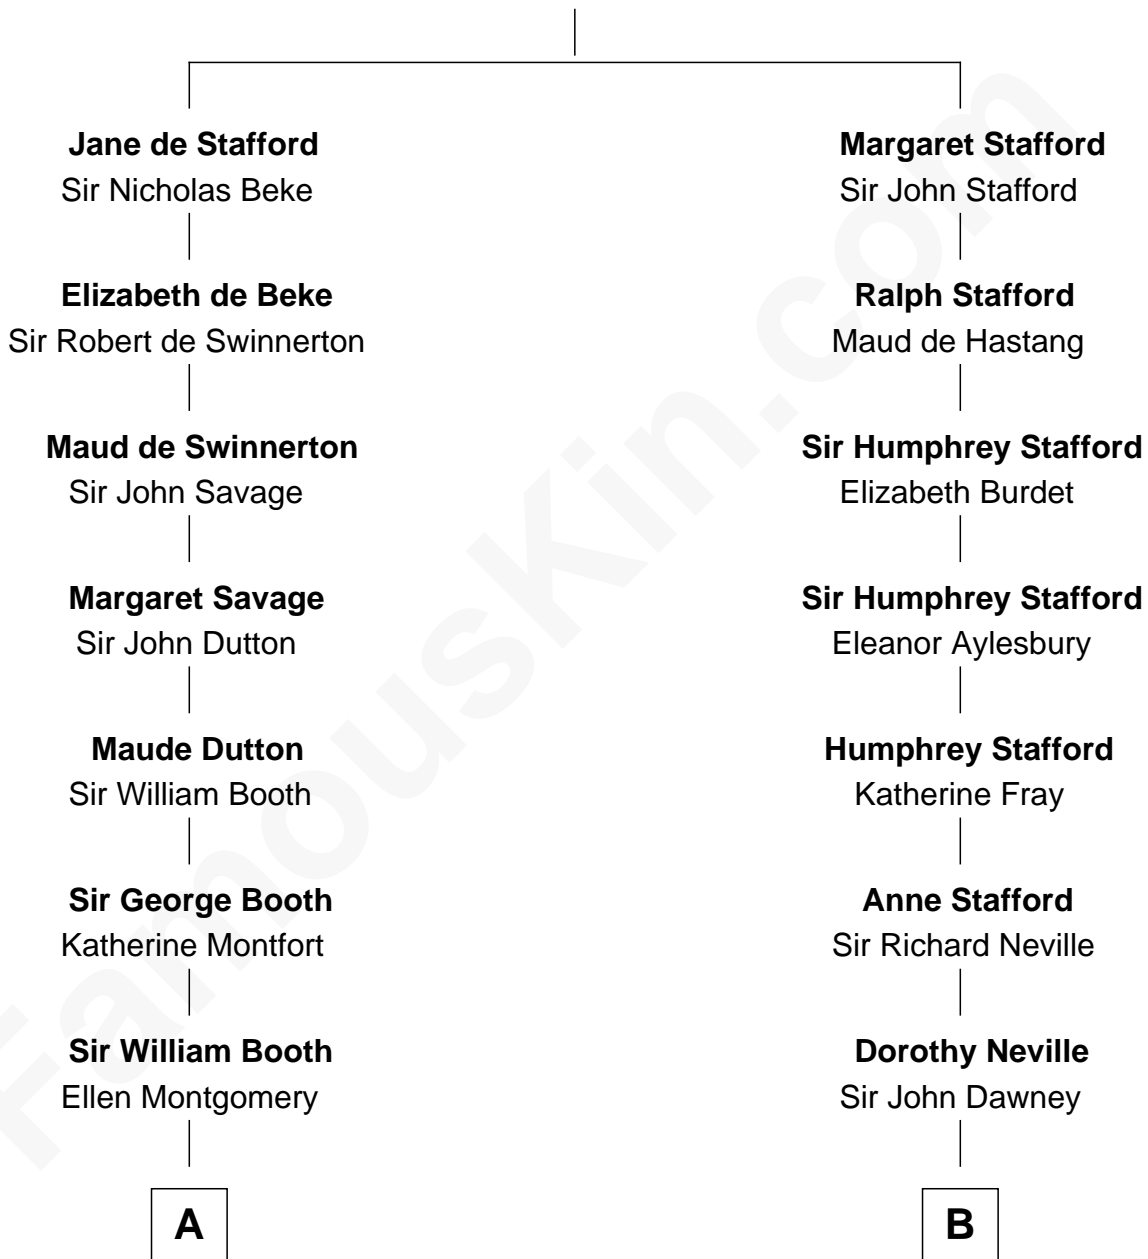 Jane de Stafford
Sir Nicholas Beke
Elizabeth de Beke
Sir Robert de Swinnerton
Maud de Swinnerton
Sir John Savage
Margaret Savage
Sir John Dutton
Maude Dutton
Sir William Booth
Sir George Booth
Katherine Montfort
Sir William Booth
Ellen Montgomery
A
Margaret Stafford
Sir John Stafford
Ralph Stafford
Maud de Hastang
Sir Humphrey Stafford
Elizabeth Burdet
Sir Humphrey Stafford
Eleanor Aylesbury
Humphrey Stafford
Katherine Fray
Anne Stafford
Sir Richard Neville
Dorothy Neville
Sir John Dawney
B
FamousKin.com